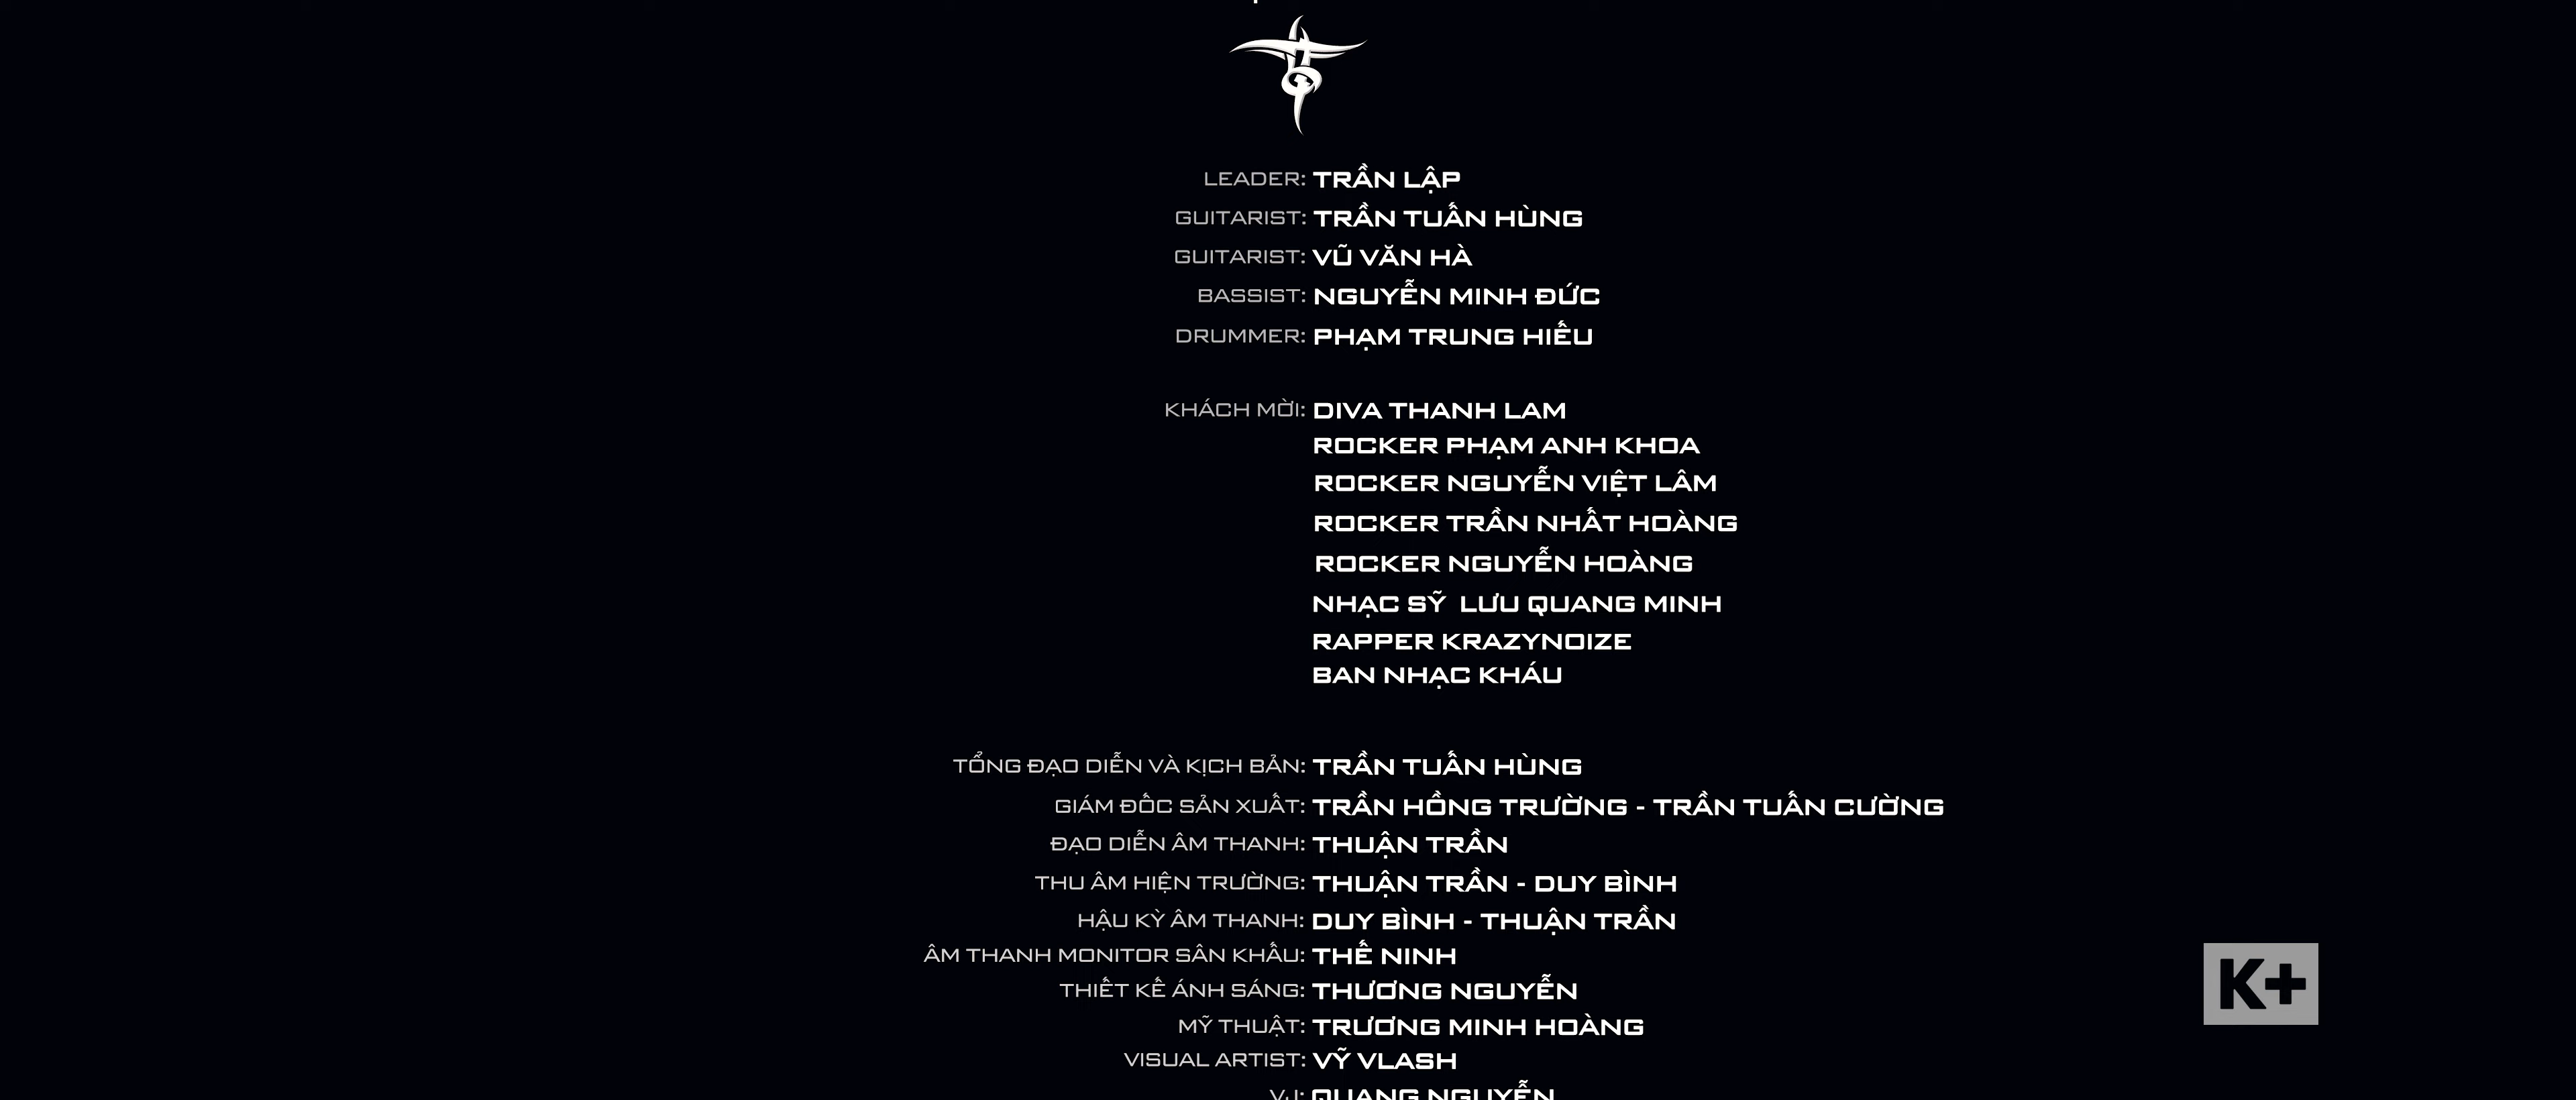 LEADER: TRẦN LẬP
GUITARIST: TRẦN TUẤN HÙNG
GUITARIST: VŨ VĂN HÀ
BASSIST: NGUYỄN MINH ĐỨC
DRUMMER: PHẠM TRUNG HIẾU
KHÁCH MỜI: DIVA THANH LAM
ROCKER PHẠM ANH KHOA
ROCKER NGUYỄN VIỆT LÂM
ROCKER TRẦN NHẤT HOÀNG
ROCKER NGUYỄN HOÀNG
NHẠC SỸ LƯU QUANG MINH
RAPPER KRAZYNOIZE
BAN NHẠC KHÁU
TỔNG ĐẠO DIỄN VÀ KỊCH BẢN: TRẦN TUẤN HÙNG
GIÁM ĐỐC SẢN XUẤT: TRẦN HỒNG TRƯỜNG - TRẦN TUẤN CƯỜNG
ĐẠO DIỄN ÂM THANH: THUẬN TRẦN
THU ÂM HIỆN TRƯỜNG: THUẬN TRẦN - DUY BÌNH
HẬU KỲ ÂM THANH: DUY BÌNH - THUẬN TRẦN
ÂM THANH MONITOR SÂN KHẤU: THẾ NINH
THIẾT KẾ ÁNH SÁNG: THƯƠNG NGUYỄN
MỸ THUẬT: TRƯƠNG MINH HOÀNG
VISUAL ARTIST: VỸ VLASH
VJ: QUANG NGUYỄN
K+